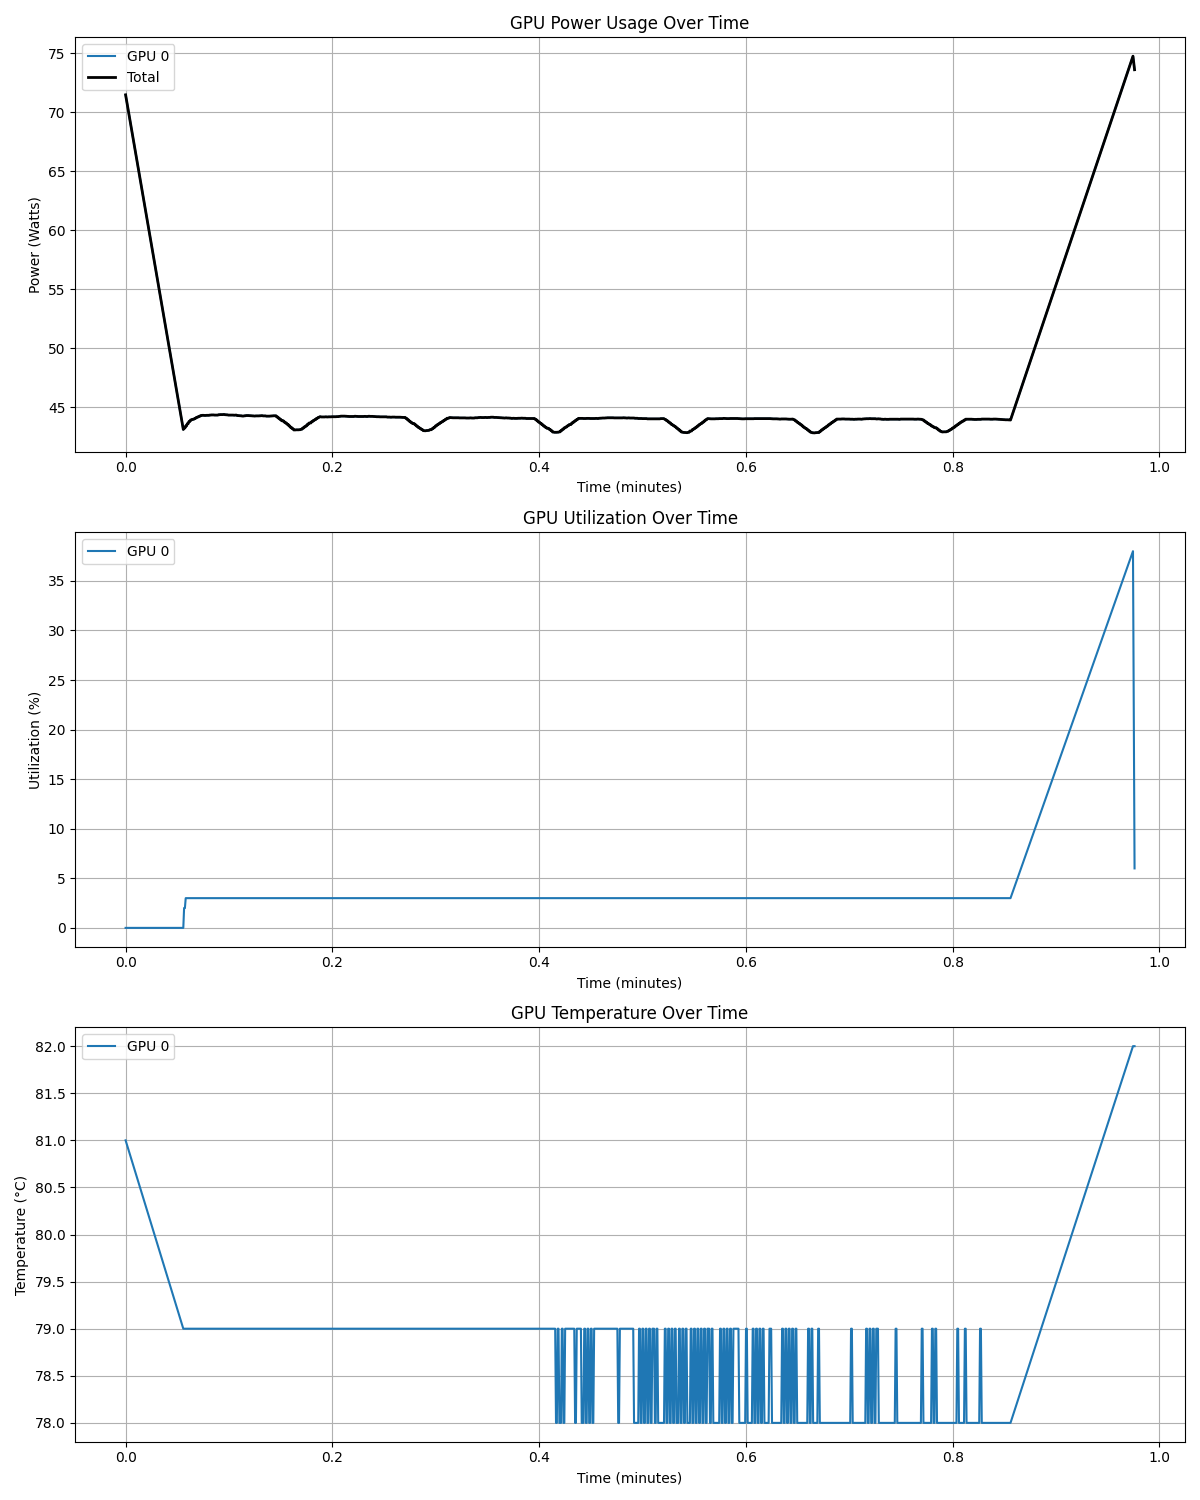 GPU Power Usage Over Time
GPU 0
Total
75
70
65
60
55
50
45
Power (Watts)
0.0 0.2 0.4 0.6 0.8 1.0
Time (minutes)
GPU Utilization Over Time
GPU 0
35
30
25
20
15
10
5
0
Utilization (%)
0.0 0.2 0.4 0.6 0.8 1.0
Time (minutes)
GPU Temperature Over Time
GPU 0
82.0
81.5
81.0
80.5
80.0
79.5
79.0
78.5
78.0
Temperature (°C)
0.0 0.2 0.4 0.6 0.8 1.0
Time (minutes)